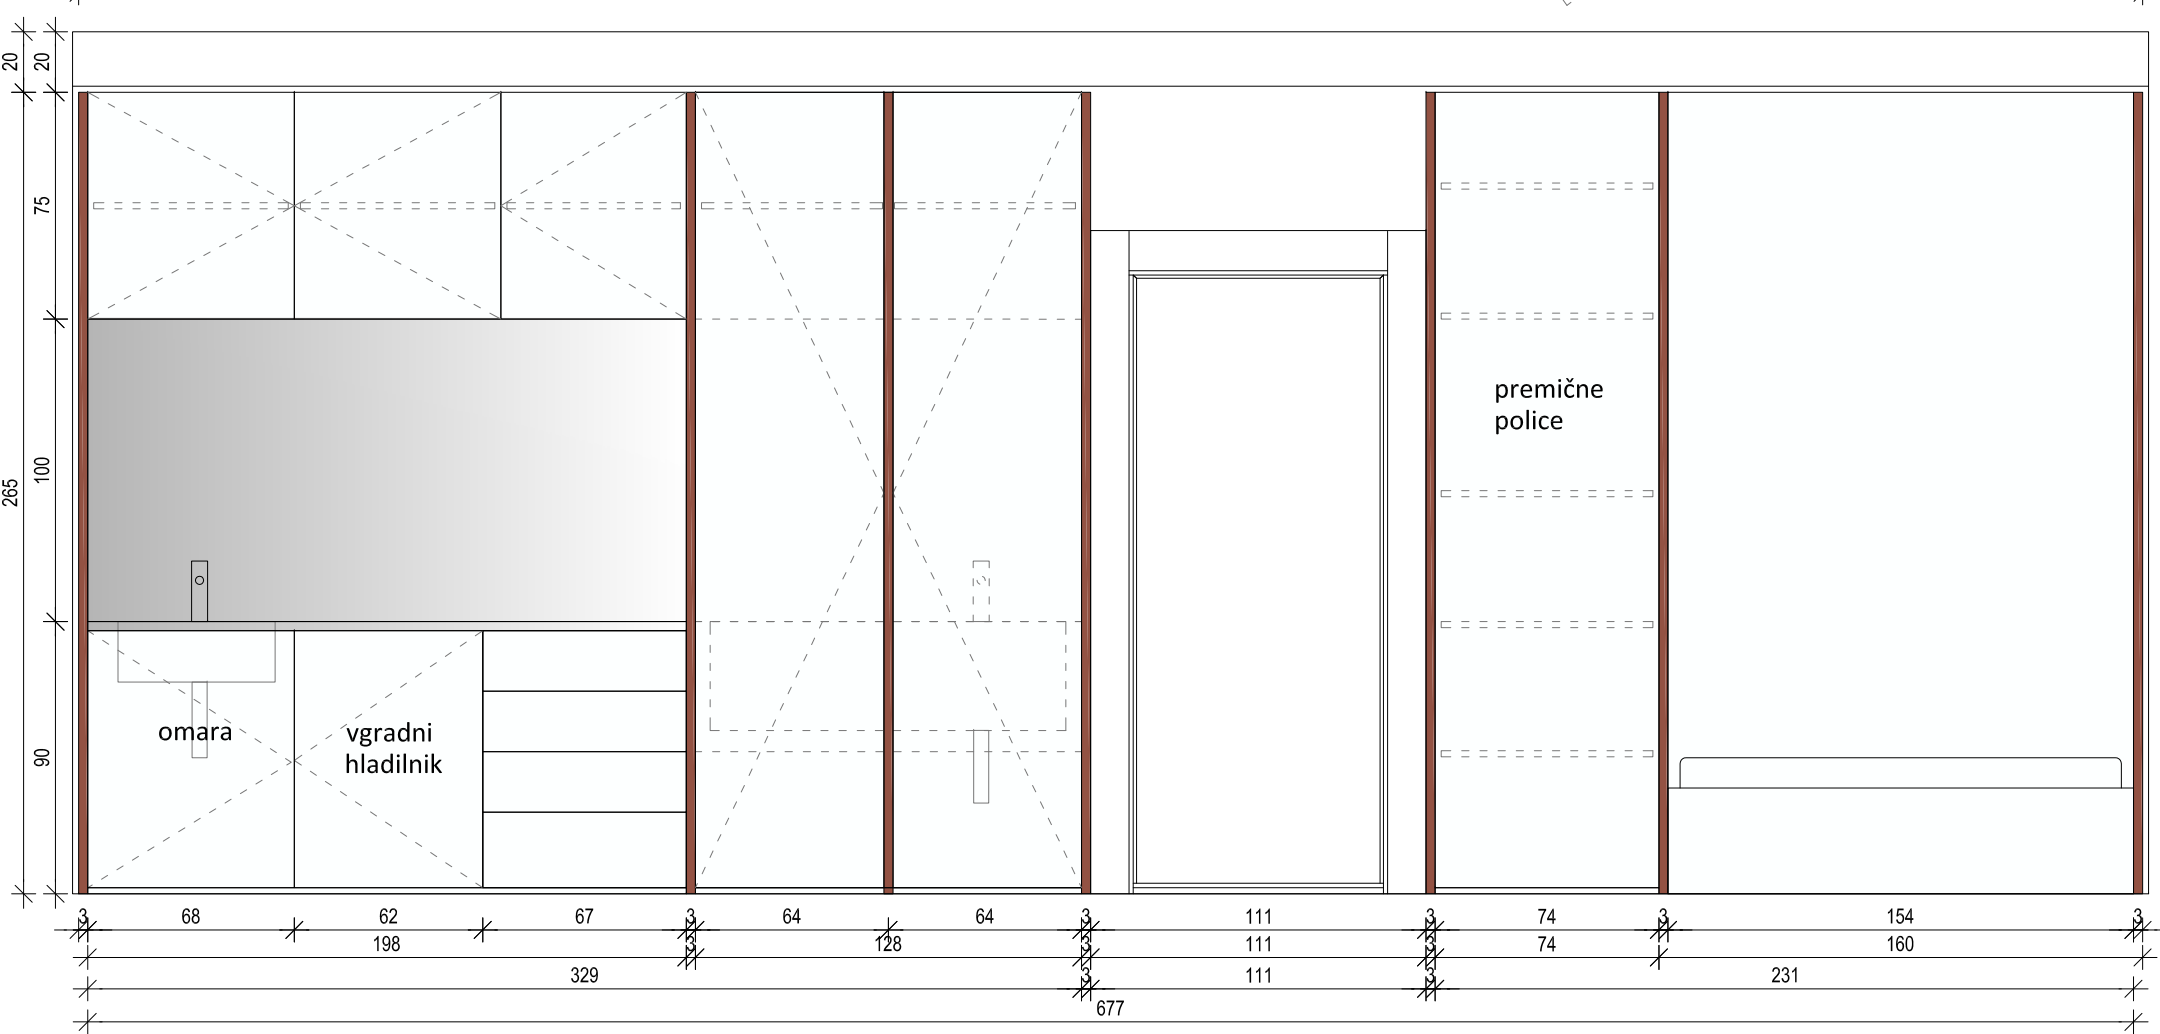 20
20
75
100
265
90
premične
police
omara
vgradni
hladilnik
3 68 62 67 3 64 64 3 111 3 74 3 154 3
198 3 128 3 111 3 74 160
329 3 111 3 231
677